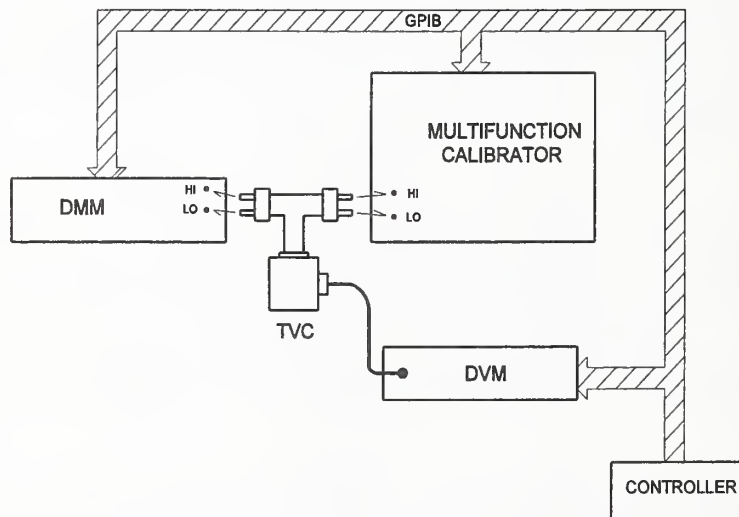 GPIB
MULTIFUNCTION
CALIBRATOR
HI
LO
DMM
HI
LO
TVC
DVM
CONTROLLER